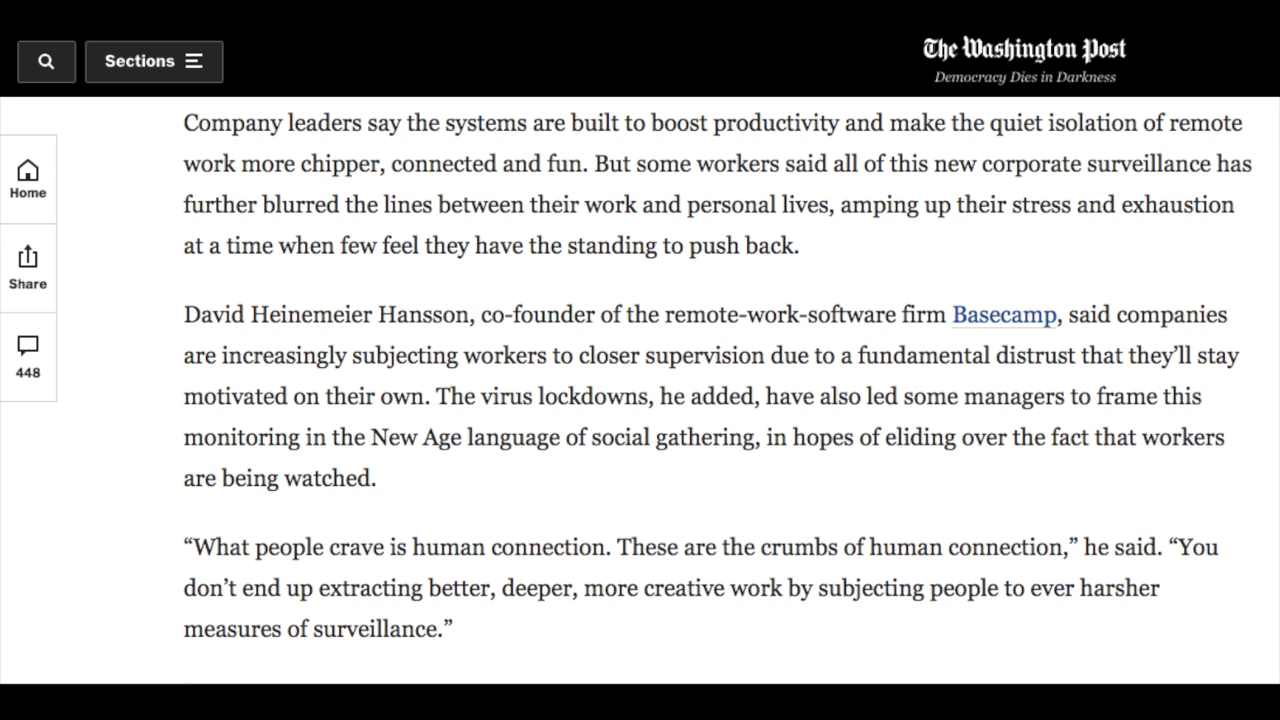 Sections
The Washington Post
Democracy Dies in Darkness
Home
Share
448
Company leaders say the systems are built to boost productivity and make the quiet isolation of remote
work more chipper, connected and fun. But some workers said all of this new corporate surveillance has
further blurred the lines between their work and personal lives, amping up their stress and exhaustion
at a time when few feel they have the standing to push back.
David Heinemeier Hansson, co-founder of the remote-work-software firm Basecamp, said companies
are increasingly subjecting workers to closer supervision due to a fundamental distrust that they’ll stay
motivated on their own. The virus lockdowns, he added, have also led some managers to frame this
monitoring in the New Age language of social gathering, in hopes of eliding over the fact that workers
are being watched.
“What people crave is human connection. These are the crumbs of human connection,” he said. “You
don’t end up extracting better, deeper, more creative work by subjecting people to ever harsher
measures of surveillance.”